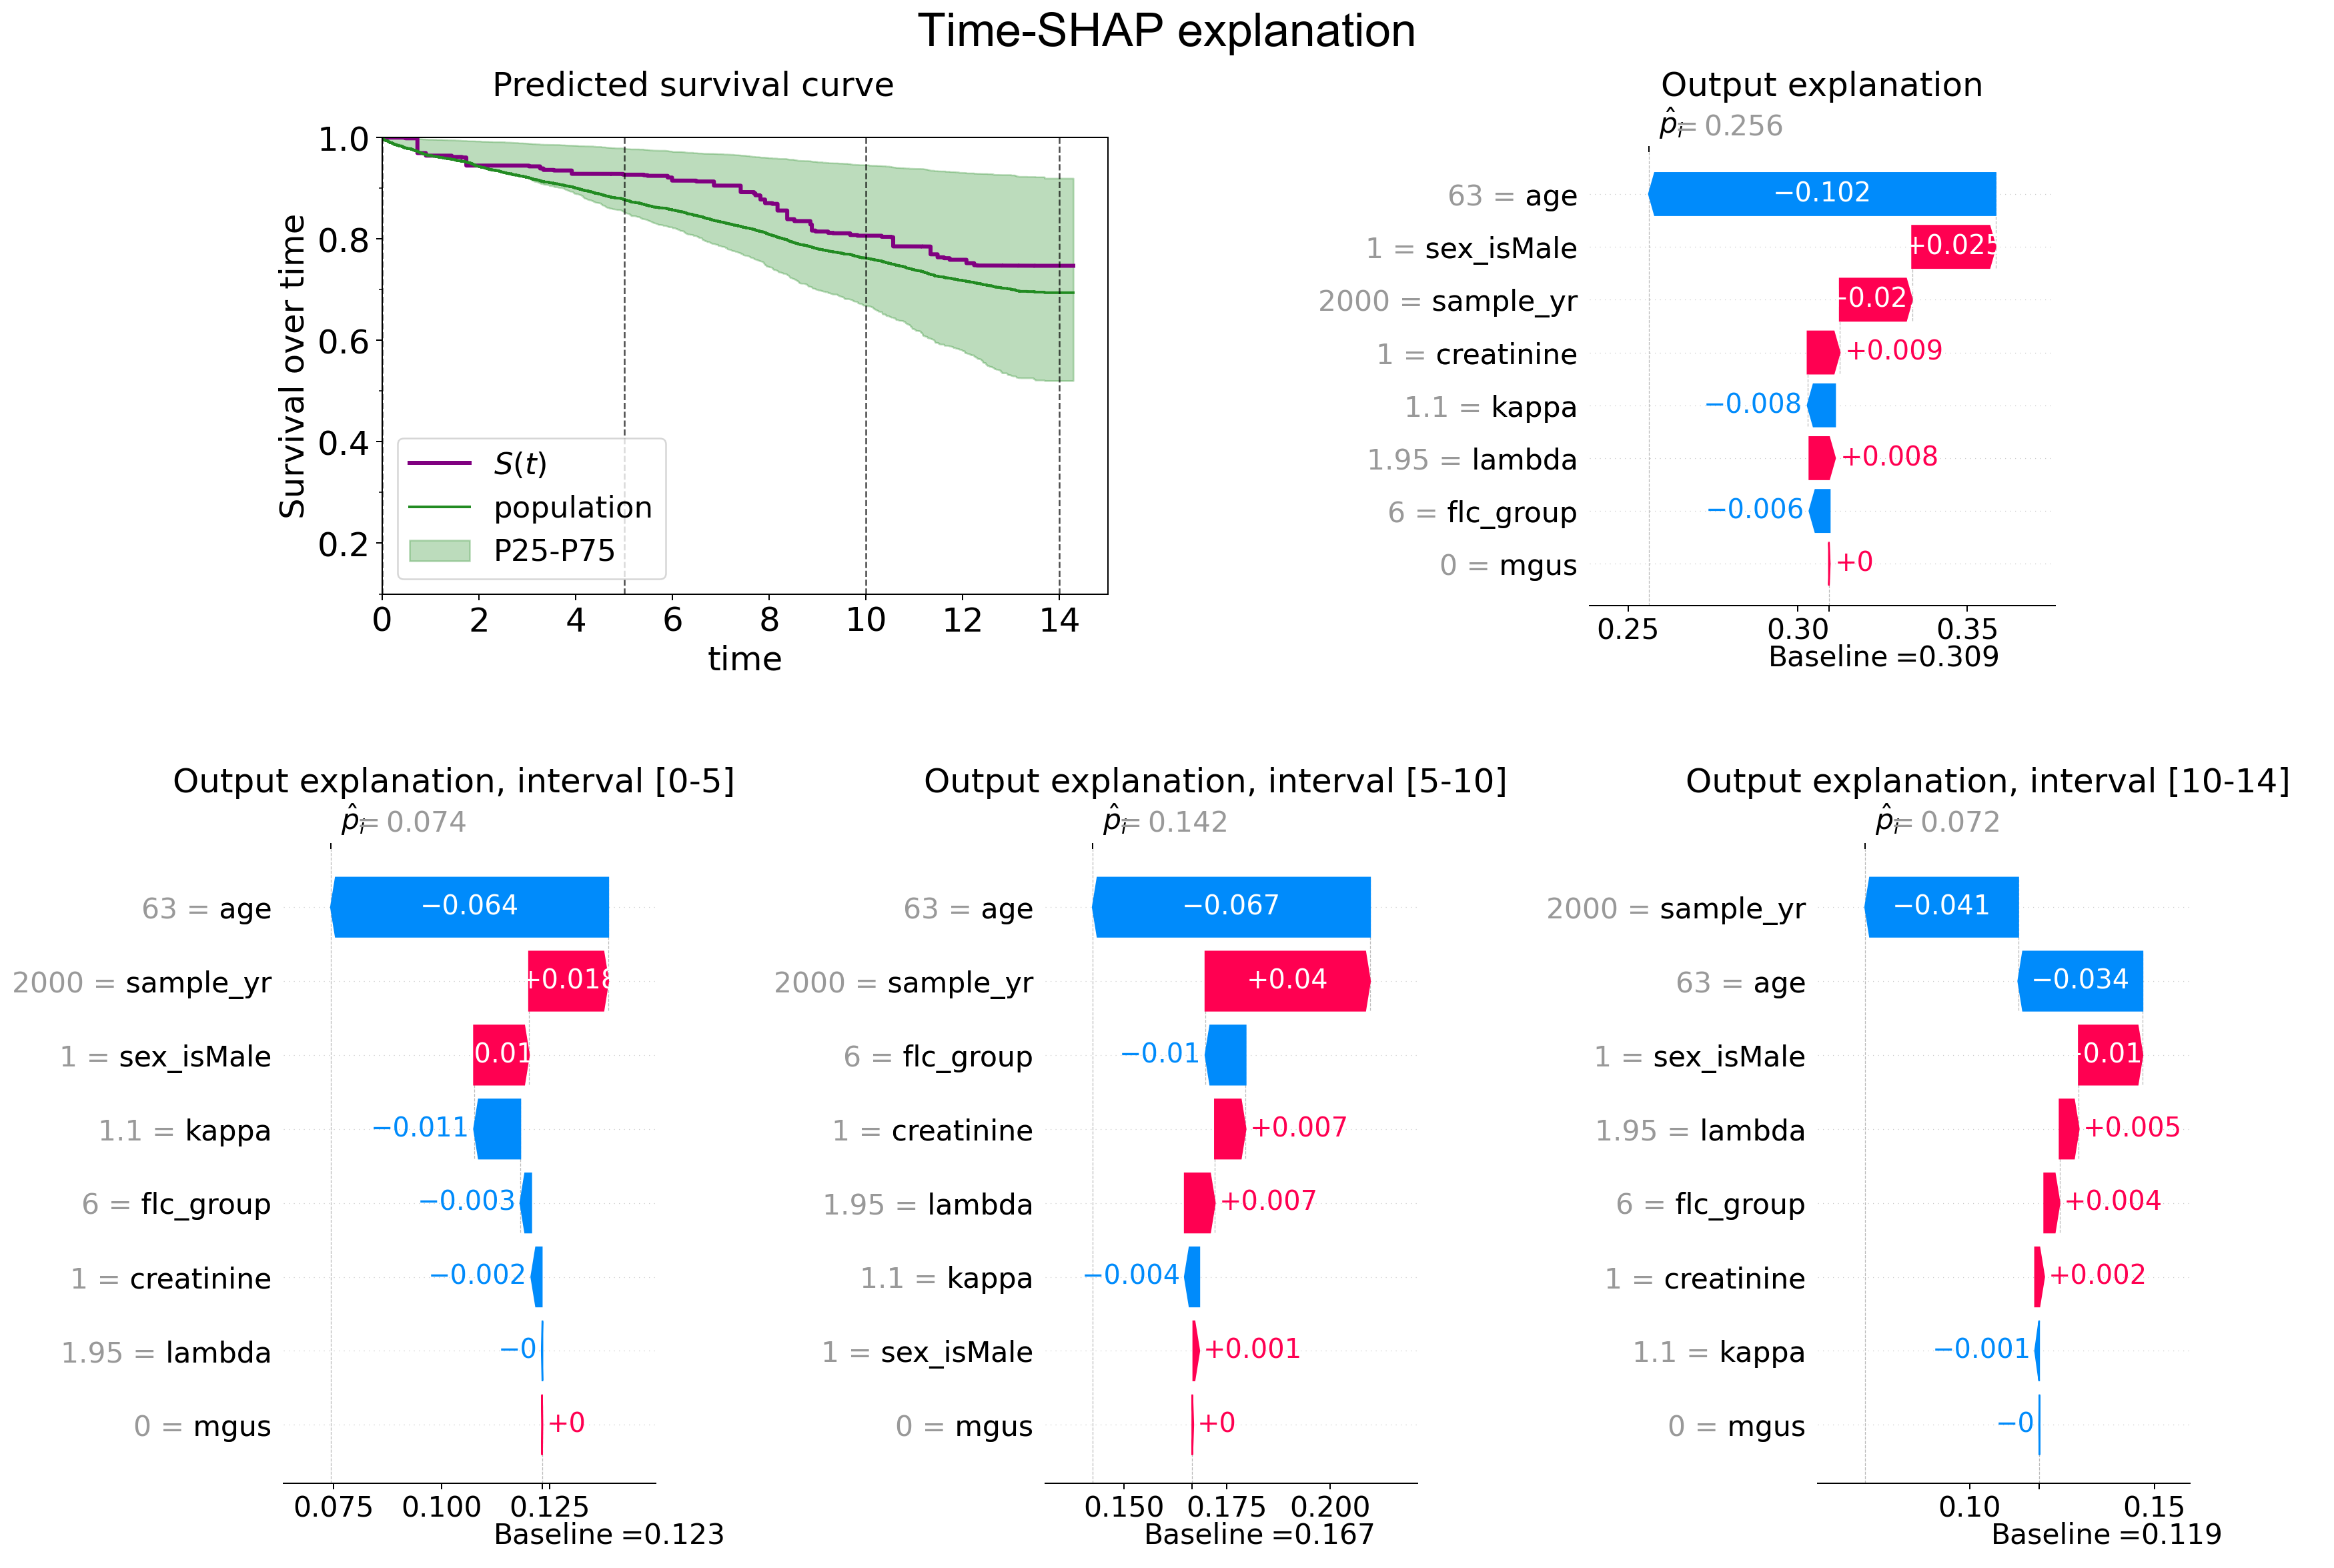 Time-SHAP explanation
Predicted survival curve
1.0
0.8
0.6
0.4
0.2
Survival over time
S(t)
population
P25-P75
0 2 4 6 8 10 12 14
time
Output explanation
p̂i = 0.256
63 = age −0.102
1 = sex_isMale +0.025
2000 = sample_yr −0.02
1 = creatinine +0.009
1.1 = kappa −0.008
1.95 = lambda +0.008
6 = flc_group −0.006
0 = mgus +0
0.25 0.30 0.35
Baseline =0.309
Output explanation, interval [0-5]
p̂i = 0.074
63 = age −0.064
2000 = sample_yr +0.018
1 = sex_isMale 0.01
1.1 = kappa −0.011
6 = flc_group −0.003
1 = creatinine −0.002
1.95 = lambda −0
0 = mgus +0
0.075 0.100 0.125
Baseline =0.123
Output explanation, interval [5-10]
p̂i = 0.142
63 = age −0.067
2000 = sample_yr +0.04
6 = flc_group −0.01
1 = creatinine +0.007
1.95 = lambda +0.007
1.1 = kappa −0.004
1 = sex_isMale +0.001
0 = mgus +0
0.150 0.175 0.200
Baseline =0.167
Output explanation, interval [10-14]
p̂i = 0.072
2000 = sample_yr −0.041
63 = age −0.034
1 = sex_isMale -0.01
1.95 = lambda +0.005
6 = flc_group +0.004
1 = creatinine +0.002
1.1 = kappa −0.001
0 = mgus −0
0.10 0.15
Baseline =0.119